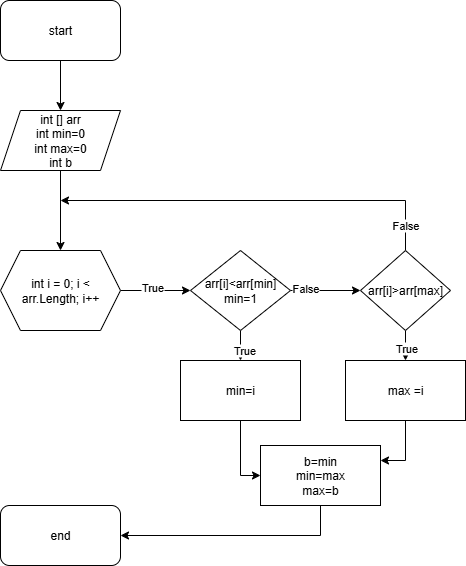 start
int [] arr
int min=0
int max=0
int b
False
int i = 0; i <
arr.Length; i++
True
arr[i]<arr[min]
min=1
False
arr[i]>arr[max]
True
True
min=i
max =i
b=min
min=max
max=b
end